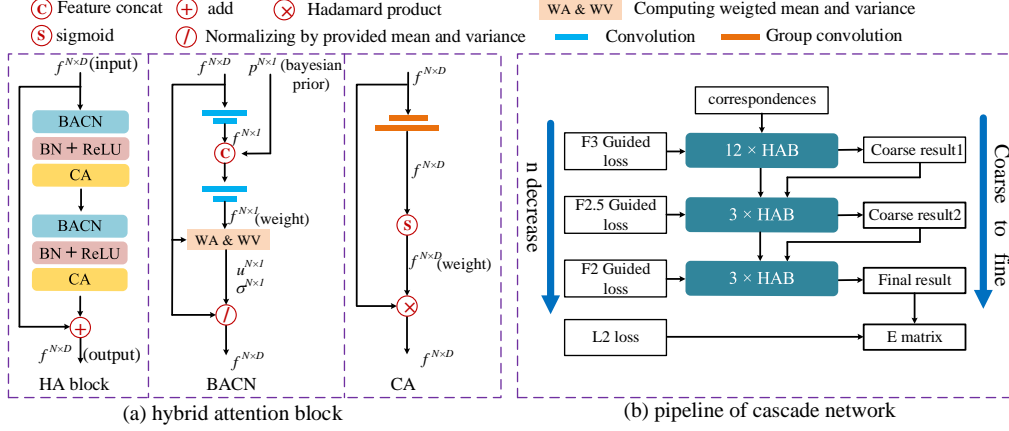 C Feature concat
+ add
× Hadamard product
WA & WV Computing weigted mean and variance
S sigmoid
/ Normalizing by provided mean and variance
Convolution
Group convolution
f^{N×D}(input)
BACN
BN + ReLU
CA
BACN
BN + ReLU
CA
+
f^{N×D}(output)
HA block
f^{N×D}
p^{N×1}(bayesian
prior)
f^{N×1}
C
f^{N×1}(weight)
WA & WV
u^{N×1}
σ^{N×1}
/
f^{N×D}
BACN
f^{N×D}
f^{N×D}
S
f^{N×D}(weight)
×
f^{N×D}
CA
(a) hybrid attention block
n decrease
correspondences
F3 Guided
loss
12 × HAB
Coarse result1
F2.5 Guided
loss
3 × HAB
Coarse result2
F2 Guided
loss
3 × HAB
Final result
L2 loss
E matrix
Coarse to fine
(b) pipeline of cascade network